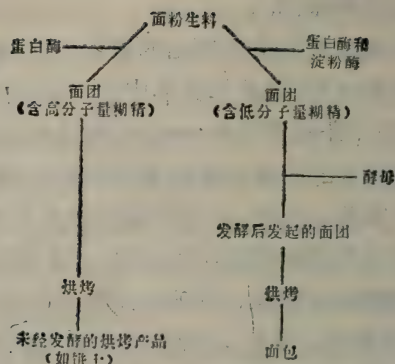 面粉生料
蛋白酶
蛋白酶和
淀粉酶
面团
(含高分子量糊精)
面团
(含低分子量糊精)
酵母
发酵后发起的面团
烘烤
烘烤
未经发酵的烘烤产品
(如饼干)
面包